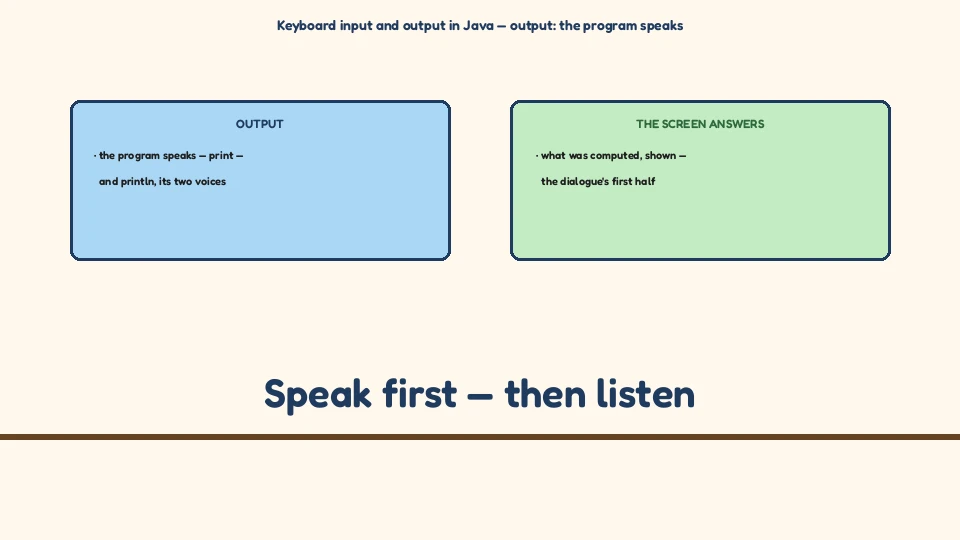 Keyboard input and output in Java — output: the program speaks
OUTPUT
· the program speaks — print —
and println, its two voices
THE SCREEN ANSWERS
· what was computed, shown —
the dialogue's first half
Speak first — then listen